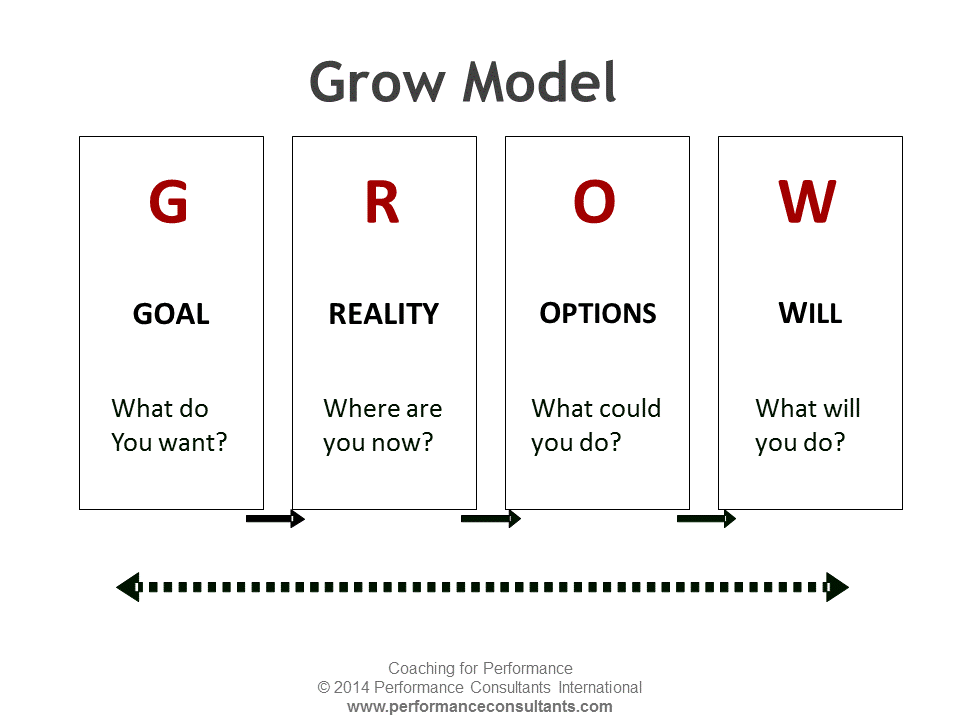 Grow Model
G
R
O
W
GOAL
REALITY
OPTIONS
WILL
What do
You want?
Where are
you now?
What could
you do?
What will
you do?
Coaching for Performance
© 2014 Performance Consultants International
www.performanceconsultants.com